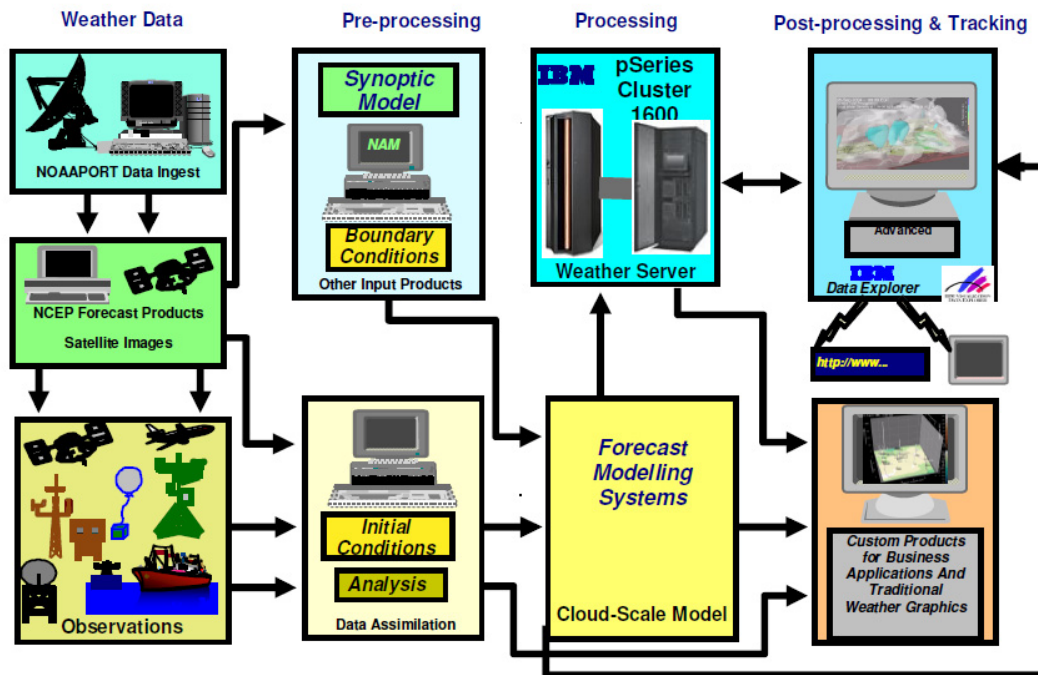 Weather Data
Pre-processing
Processing
Post-processing & Tracking
NOAAPORT Data Ingest
NCEP Forecast Products
Satellite Images
Observations
Synoptic
Model
NAM
Boundary
Conditions
Other Input Products
Initial
Conditions
Analysis
Data Assimilation
IBM
pSeries
Cluster
1600
Weather Server
Forecast
Modelling
Systems
Cloud-Scale Model
Advanced
IBM
Data Explorer
http://www...
Custom Products
for Business
Applications And
Traditional
Weather Graphics